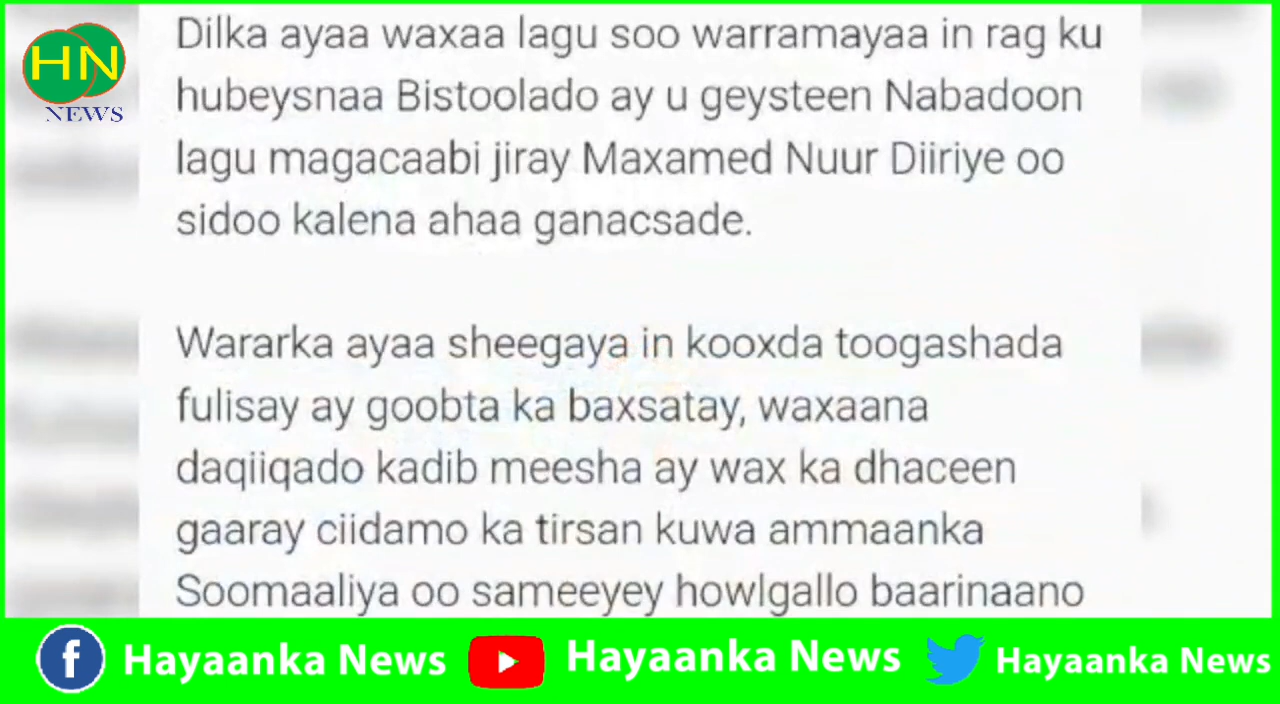 HN
NEWS
Dilka ayaa waxaa lagu soo warramayaa in rag ku
hubeysnaa Bistoolado ay u geysteen Nabadoon
lagu magacaabi jiray Maxamed Nuur Diiriye oo
sidoo kalena ahaa ganacsade.
Wararka ayaa sheegaya in kooxda toogashada
fulisay ay goobta ka baxsatay, waxaana
daqiiqado kadib meesha ay wax ka dhaceen
gaaray ciidamo ka tirsan kuwa ammaanka
Soomaaliya oo sameeyey howlgallo baarinaano
f Hayaanka News Hayaanka News Hayaanka News